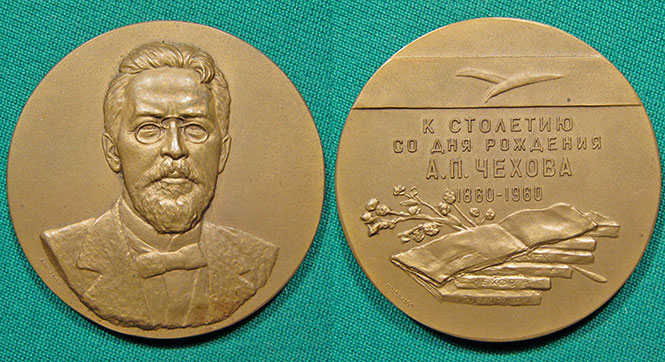 К СТОЛЕТИЮ
СО ДНЯ РОЖДЕНИЯ
А.П. ЧЕХОВА
1860-1960